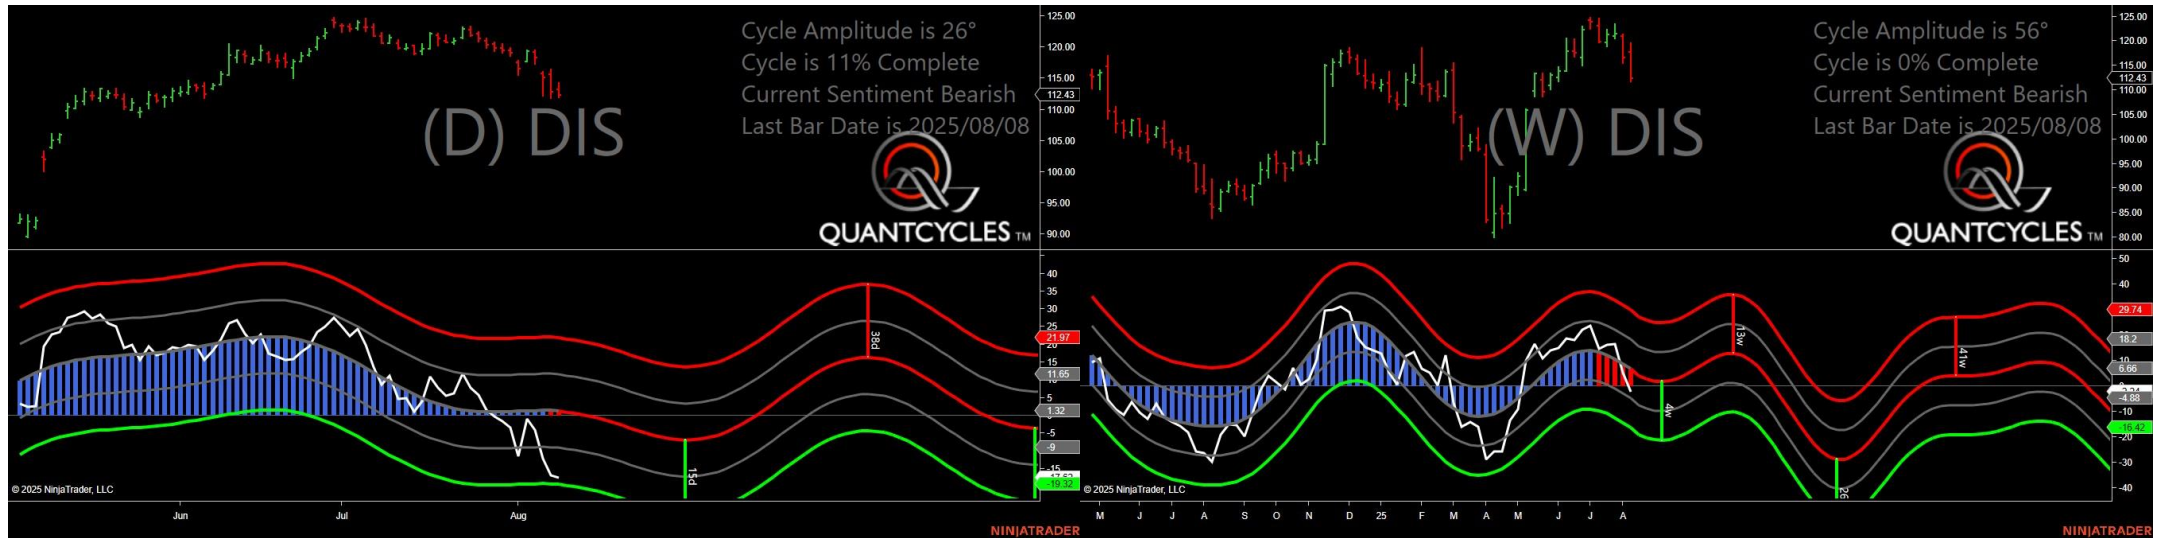 Cycle Amplitude is 26°
Cycle is 11% Complete
Current Sentiment Bearish
Last Bar Date is 2025/08/08
(D) DIS
QUANTCYCLES TM
125.00
120.00
115.00
112.43
110.00
105.00
100.00
95.00
90.00
40
35
30
25
21.97
20
15
11.65
5
1.32
-5
-9
-15
-19.32
38d
15d
© 2025 NinjaTrader, LLC
Jun Jul Aug
NINJATRADER
Cycle Amplitude is 56°
Cycle is 0% Complete
Current Sentiment Bearish
Last Bar Date is 2025/08/08
(W) DIS
QUANTCYCLES TM
125.00
120.00
115.00
112.43
110.00
105.00
100.00
95.00
90.00
85.00
80.00
50
40
29.74
18.2
10
6.66
-4.88
-10
-16.42
-20
-30
-40
13w
41w
4w
26
© 2025 NinjaTrader, LLC
M J J A S O N D 25 F M A M J J A
NINJATRADER